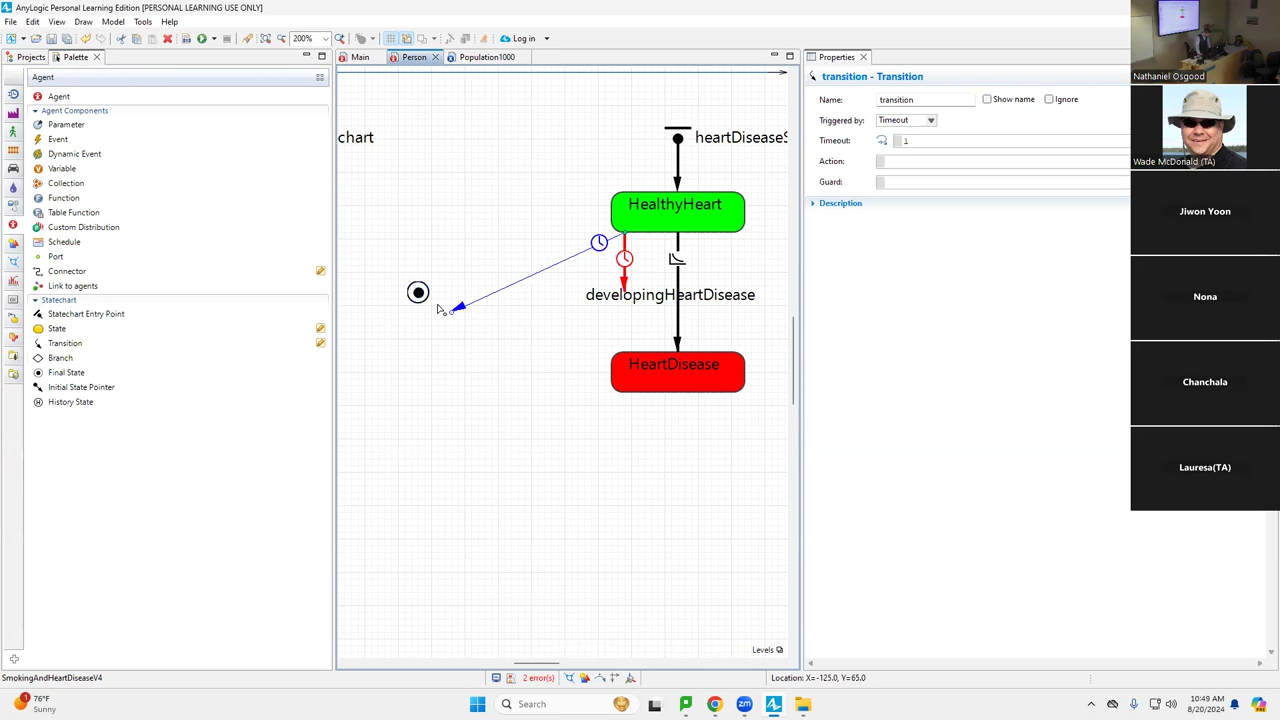 AnyLogic Personal Learning Edition [PERSONAL LEARNING USE ONLY]
File Edit View Draw Model Tools Help
200% Log in
Projects Palette Main Person Population1000 Properties
Agent
Agent
Agent Components
Parameter
Event
Dynamic Event
Variable
Collection
Function
Table Function
Custom Distribution
Schedule
Port
Connector
Link to agents
Statechart
Statechart Entry Point
State
Transition
Branch
Final State
Initial State Pointer
History State
chart
heartDiseaseS
HealthyHeart
developingHeartDisease
HeartDisease
Levels
transition - Transition
Name: transition Show name Ignore
Triggered by: Timeout
Timeout: 1
Action:
Guard:
Description
Nathaniel Osgood
Wade McDonald (TA)
Jiwon Yoon
Nona
Chanchala
Lauresa(TA)
SmokingAndHeartDiseaseV4 2 error(s) Location: X=-125.0, Y=65.0
76°F
Sunny
Search
10:49 AM
8/20/2024